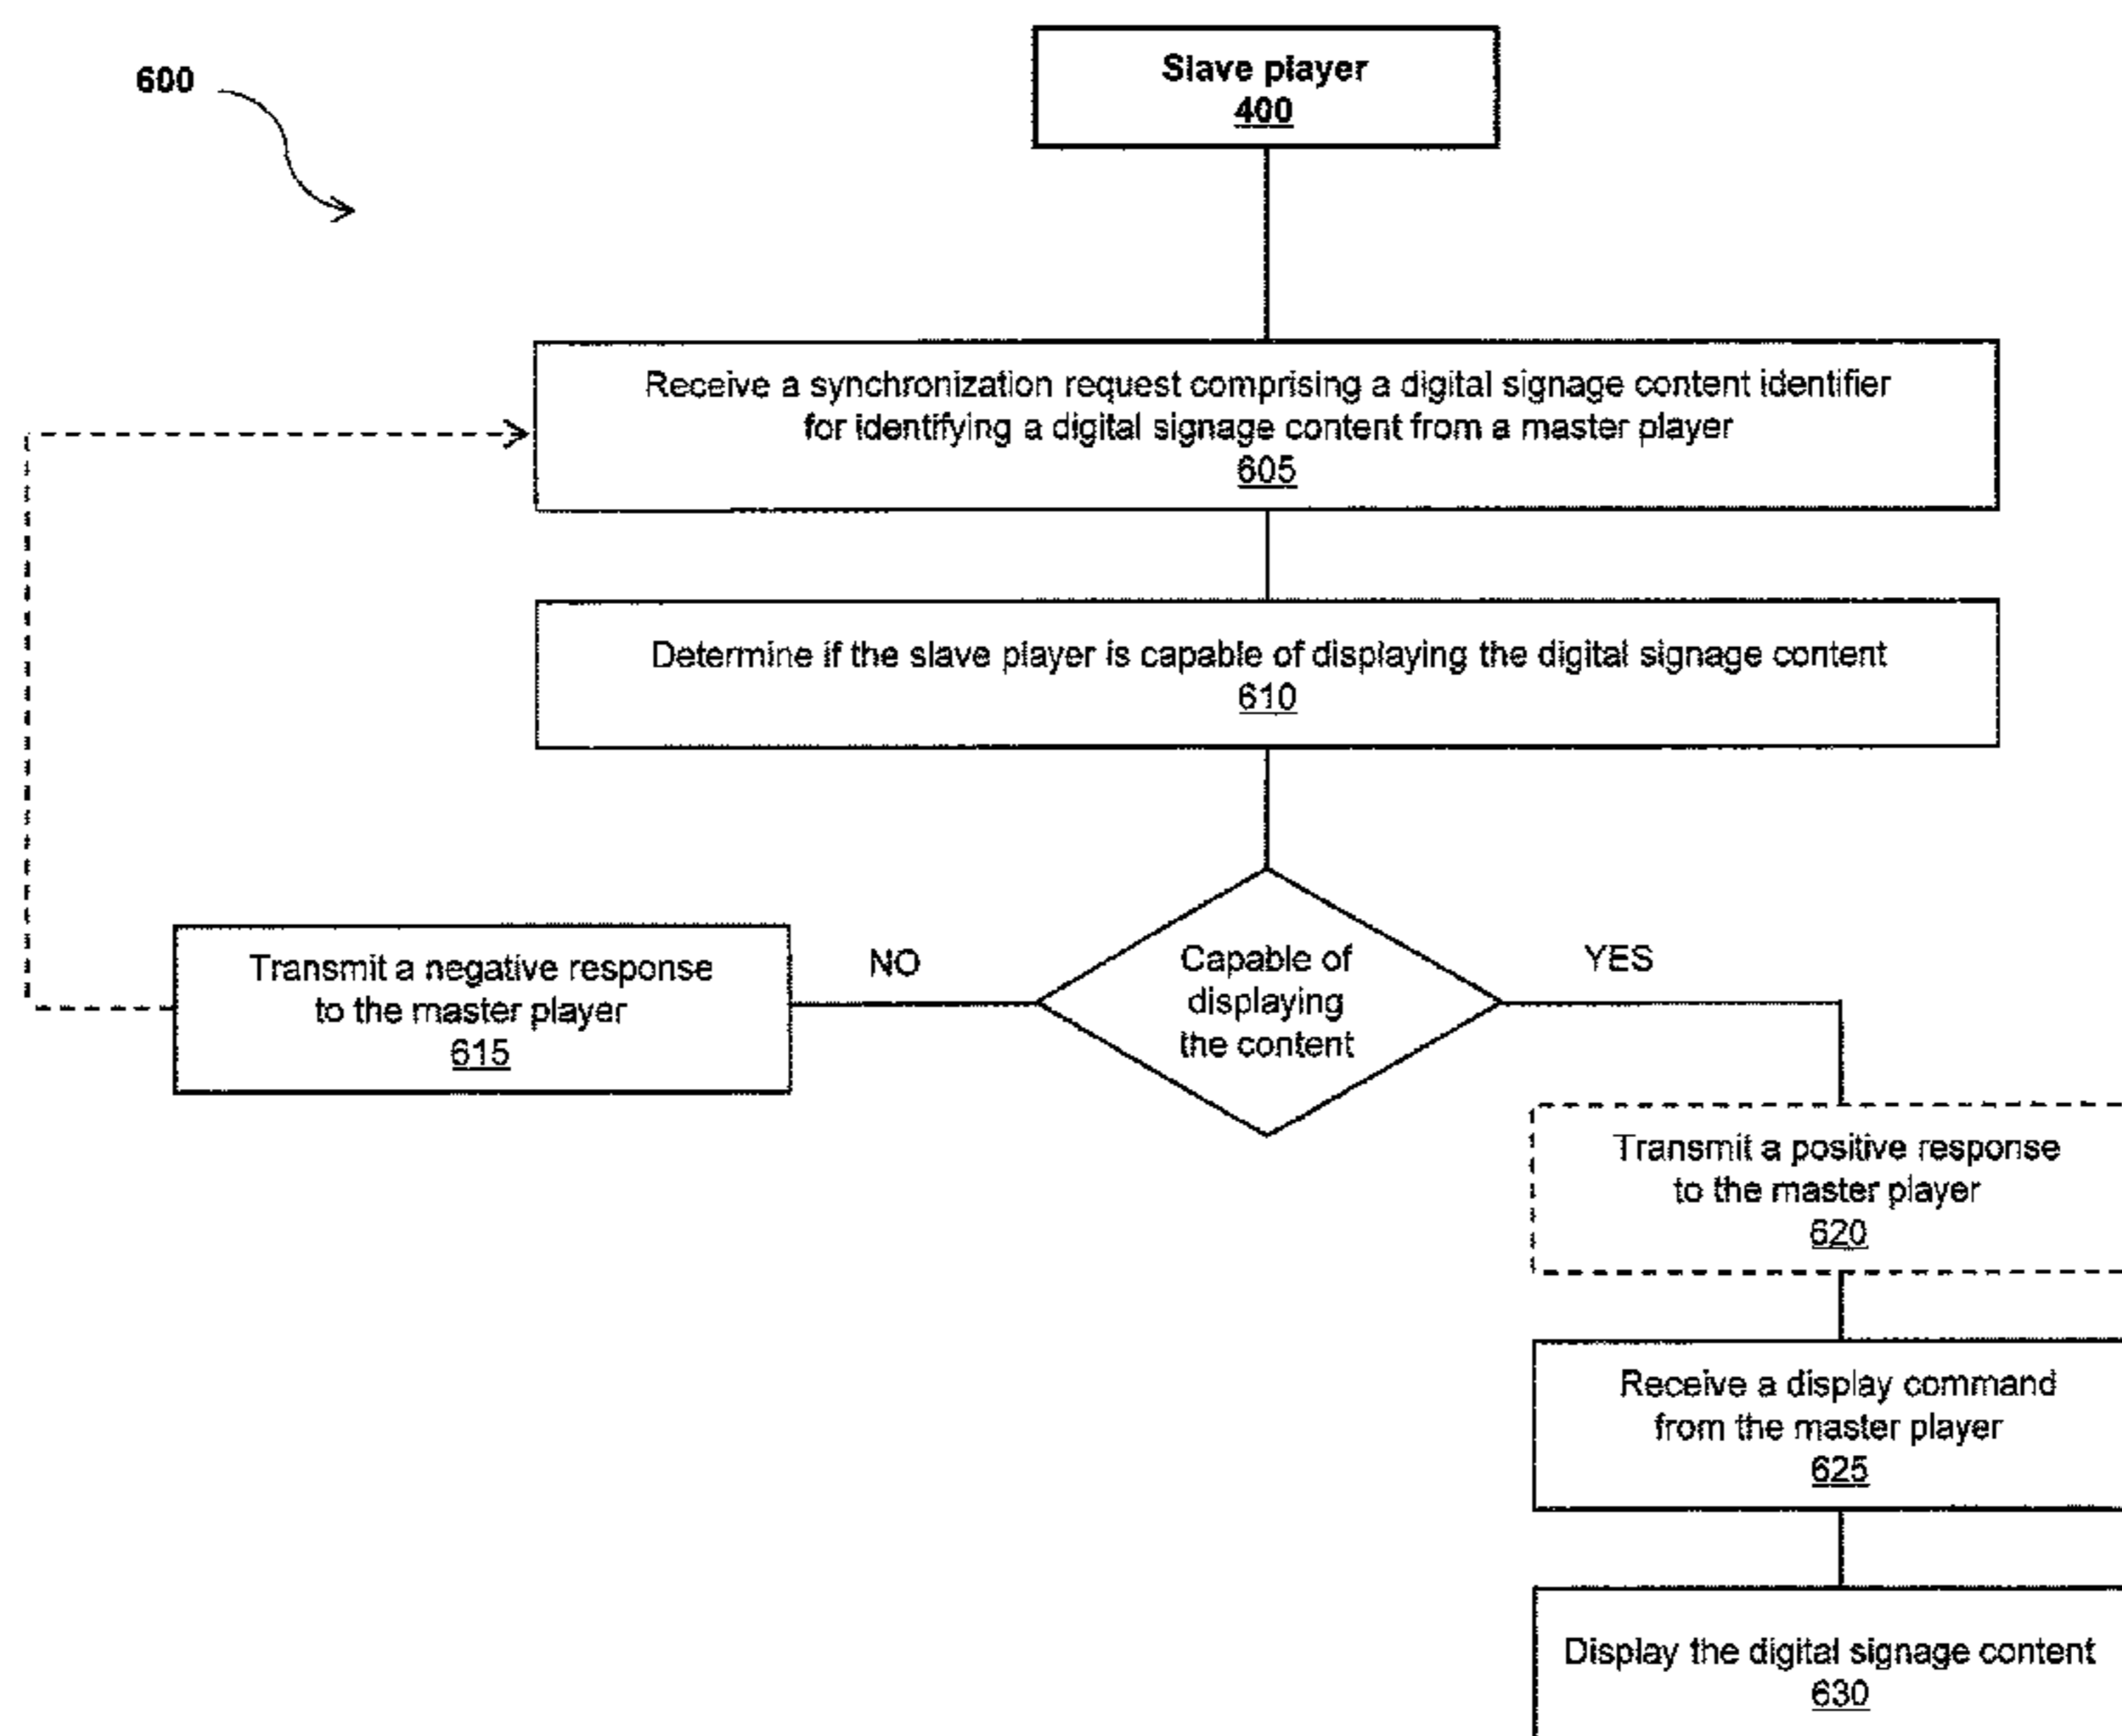 600
Slave player
400
Receive a synchronization request comprising a digital signage content identifier
for identifying a digital signage content from a master player
605
Determine if the slave player is capable of displaying the digital signage content
610
Capable of
displaying
the content
NO
YES
Transmit a negative response
to the master player
615
Transmit a positive response
to the master player
620
Receive a display command
from the master player
625
Display the digital signage content
630